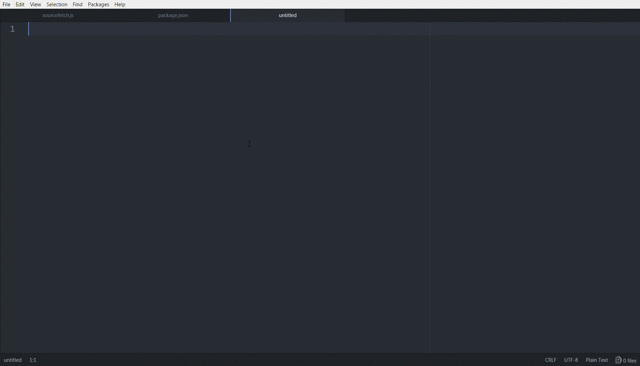 File Edit View Selection Find Packages Help
sourcefetch.js package.json untitled
1
untitled 1:1 CRLF UTF-8 Plain Text 0 files